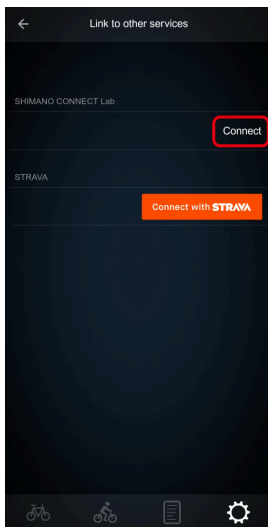 Link to other services
SHIMANO CONNECT Lab
Connect
STRAVA
Connect with STRAVA